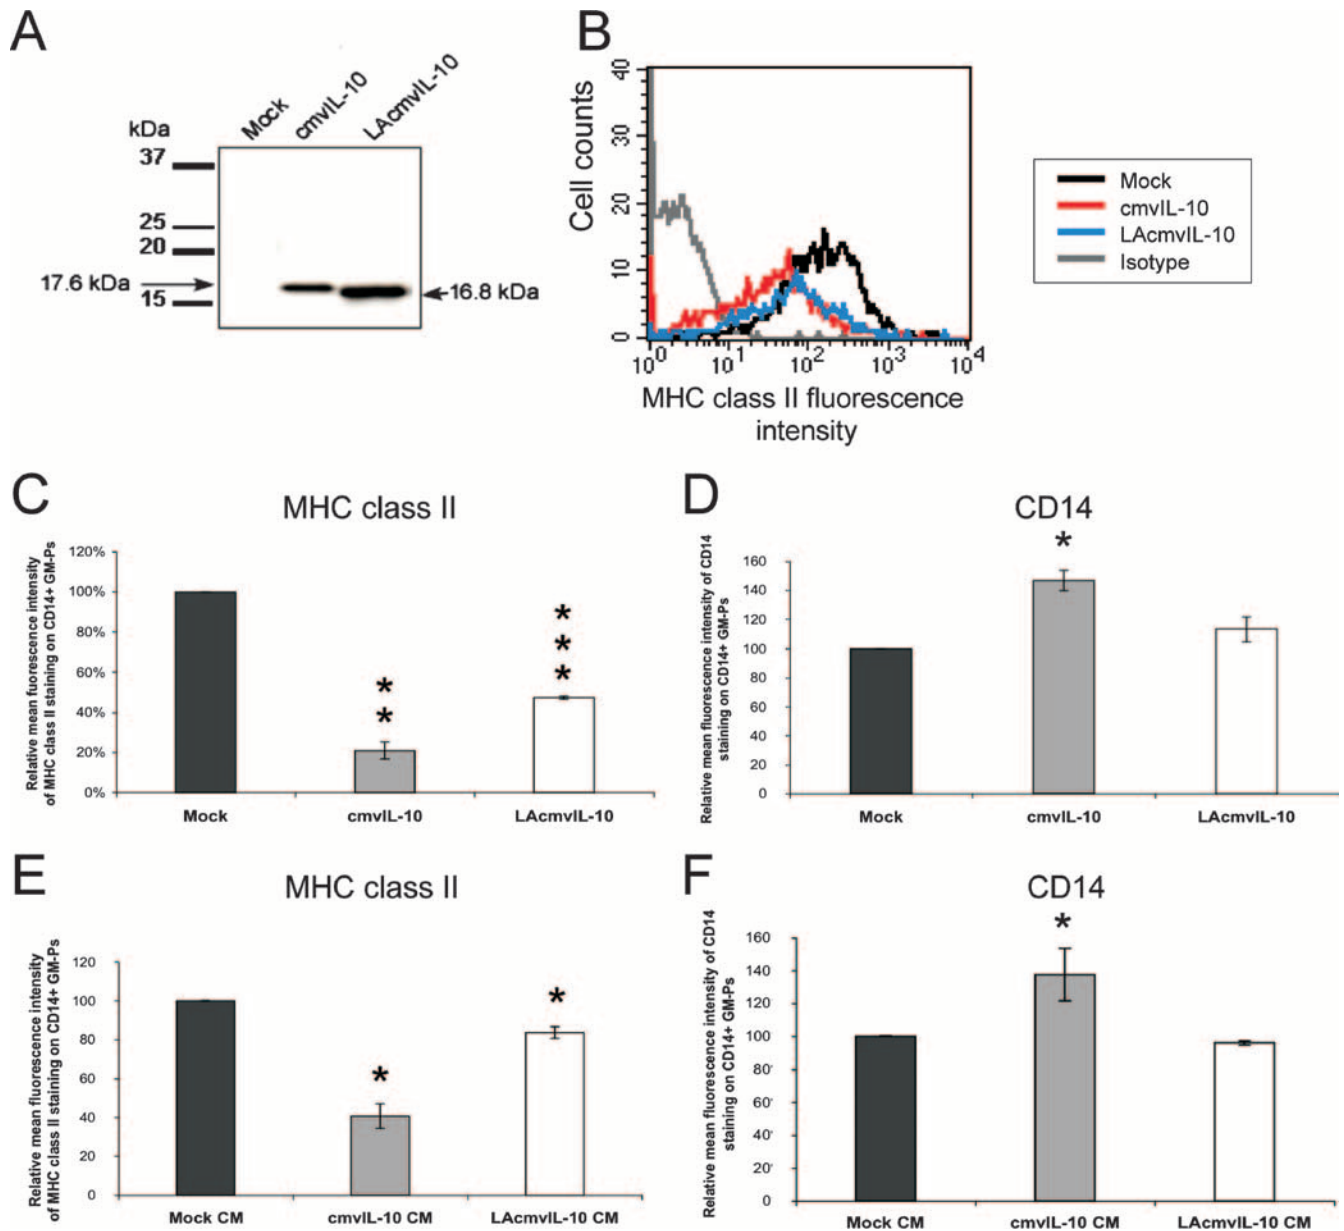 A
Mock
cmvIL-10
LAcmvIL-10
kDa
37
25
20
15
17.6 kDa
16.8 kDa
B
Cell counts
40
30
20
10
0
10^0 10^1 10^2 10^3 10^4
MHC class II fluorescence
intensity
Mock
cmvIL-10
LAcmvIL-10
Isotype
C
MHC class II
Relative mean fuorescence intensity
of MHC class II staining on CD14+ GM-Ps
120%
100%
80%
60%
40%
20%
0%
* *
* * *
Mock cmvIL-10 LAcmvIL-10
D
CD14
Relative mean fluorescence intensity of CD14
staining on CD14+ GM-Ps
160
140
120
100
80
60
40
20
0
*
Mock cmvIL-10 LAcmvIL-10
E
MHC class II
Relative mean fluorescence intensity
of MHC class II staining on CD14+ GM-Ps
120
100
80
60
40
20
0
*
*
Mock CM cmvIL-10 CM LAcmvIL-10 CM
F
CD14
Relative mean fluorescence intensity of CD14
staining on CD14+ GM-Ps
160
140
120
100
80
60
40
20
0
*
Mock CM cmvIL-10 CM LAcmvIL-10 CM